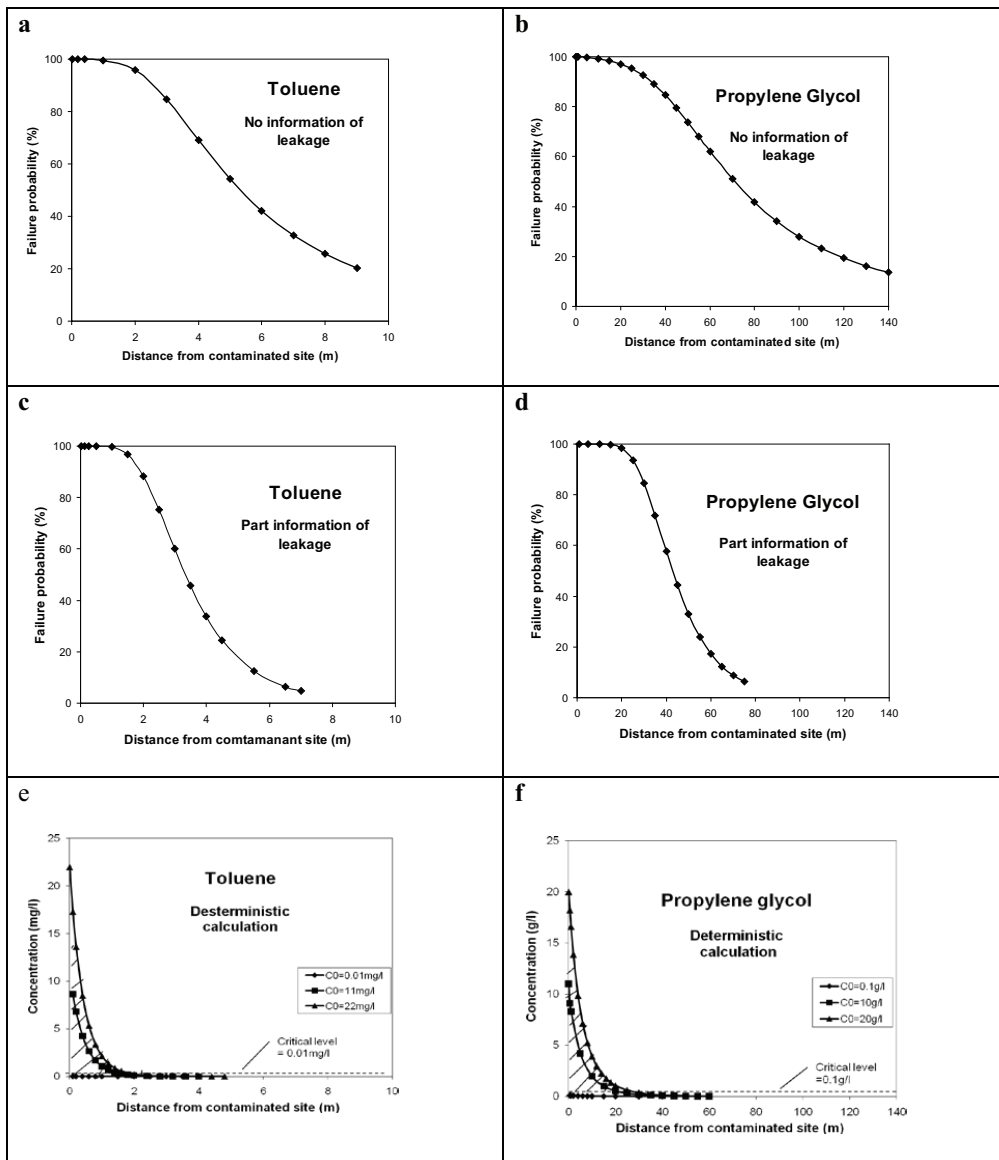 a
100
80
60
40
20
0
Failure probability (%)
Toluene
No information of
leakage
0 2 4 6 8 10
Distance from contaminated site (m)
b
100
80
60
40
20
0
Failure probability (%)
Propylene Glycol
No information of
leakage
0 20 40 60 80 100 120 140
Distance from contaminated site (m)
c
100
80
60
40
20
0
Failure probability (%)
Toluene
Part information of
leakage
0 2 4 6 8 10
Distance from comtamanant site (m)
d
100
80
60
40
20
0
Failure probability (%)
Propylene Glycol
Part information of
leakage
0 20 40 60 80 100 120 140
Distance from contaminated site (m)
e
25
20
15
10
5
0
Concentration (mg/l)
Toluene
Desterministic
calculation
C0=0.01mg/l
C0=11mg/l
C0=22mg/l
Critical level
= 0.01mg/l
0 2 4 6 8 10
Distance from contaminated site (m)
f
25
20
15
10
5
0
Concentration (g/l)
Propylene glycol
Deterministic
calculation
C0=0.1g/l
C0=10g/l
C0=20g/l
Critical level
=0.1g/l
0 20 40 60 80 100 120 140
Distance from contaminated site (m)